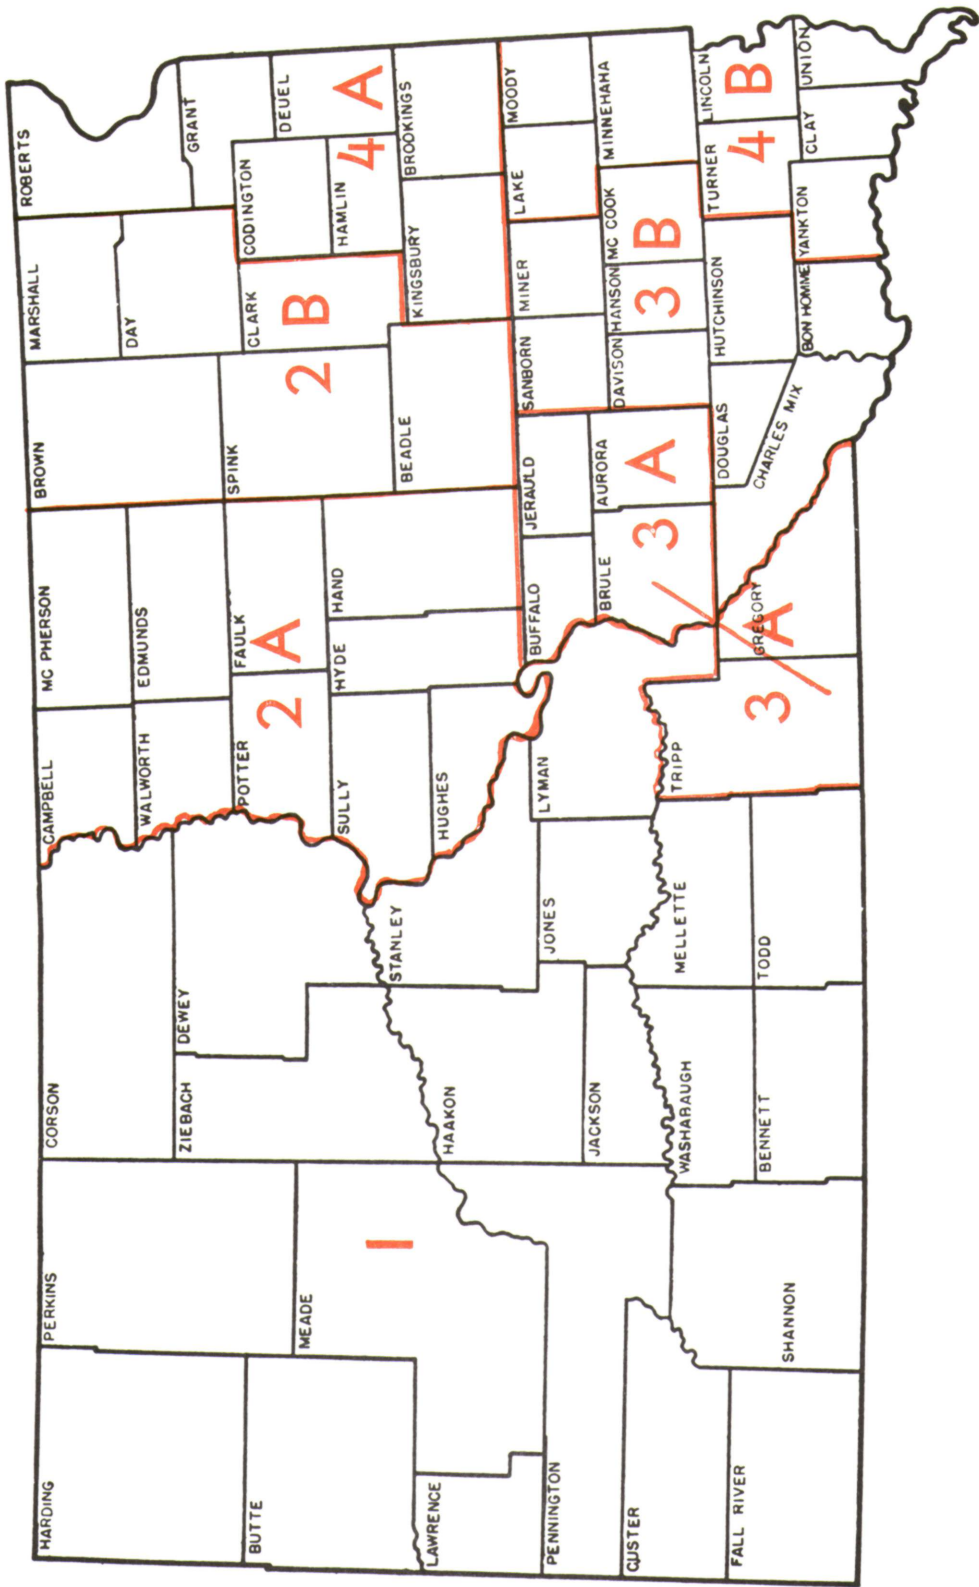 HARDING
PERKINS
CORSON
CAMPBELL
MC PHERSON
BROWN
MARSHALL
ROBERTS
BUTTE
MEADE
ZIEBACH
DEWEY
WALWORTH
EDMUNDS
DAY
GRANT
POTTER
FAULK
SPINK
CLARK
CODINGTON
DEUEL
HAMLIN
1
2 A
2 B
4 A
LAWRENCE
HAAKON
STANLEY
SULLY
HUGHES
HYDE
HAND
BEADLE
KINGSBURY
BROOKINGS
PENNINGTON
JACKSON
JONES
LYMAN
BUFFALO
JERAULD
SANBORN
MINER
LAKE
MOODY
BRULE
AURORA
DAVISON
HANSON
MC COOK
MINNEHAHA
3 A
3 B
4 B
CUSTER
FALL RIVER
SHANNON
WASHABAUGH
BENNETT
MELLETTE
TODD
TRIPP
GREGORY
3 A
DOUGLAS
CHARLES MIX
HUTCHINSON
TURNER
LINCOLN
BON HOMME
YANKTON
CLAY
UNION